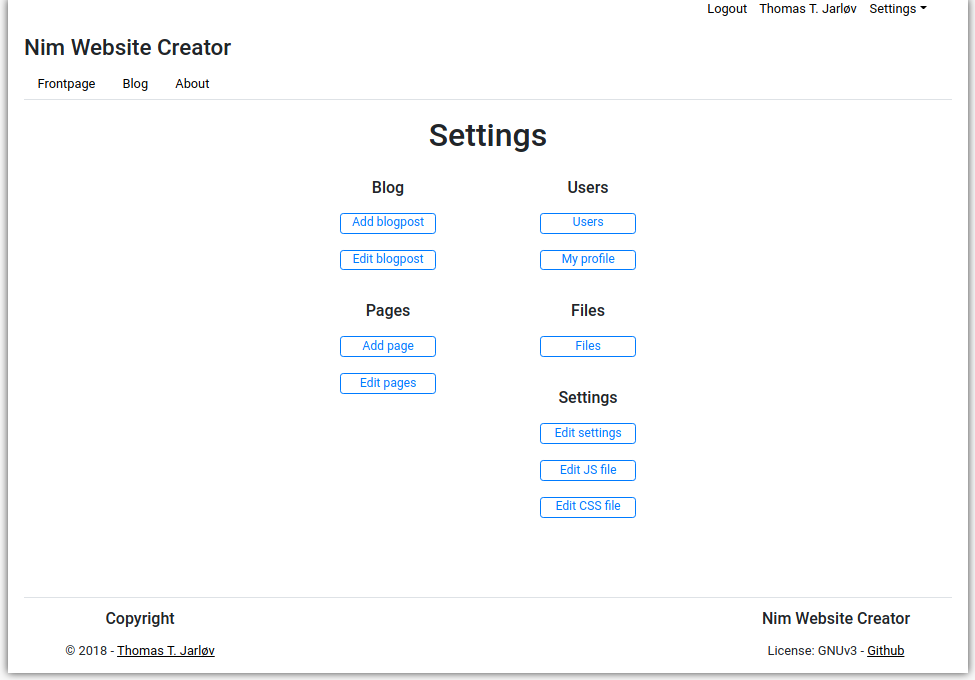 Logout Thomas T. Jarløv Settings
Nim Website Creator
Frontpage Blog About
Settings
Blog
Add blogpost
Edit blogpost
Pages
Add page
Edit pages
Users
Users
My profile
Files
Files
Settings
Edit settings
Edit JS file
Edit CSS file
Copyright
© 2018 - Thomas T. Jarløv
Nim Website Creator
License: GNUv3 - Github